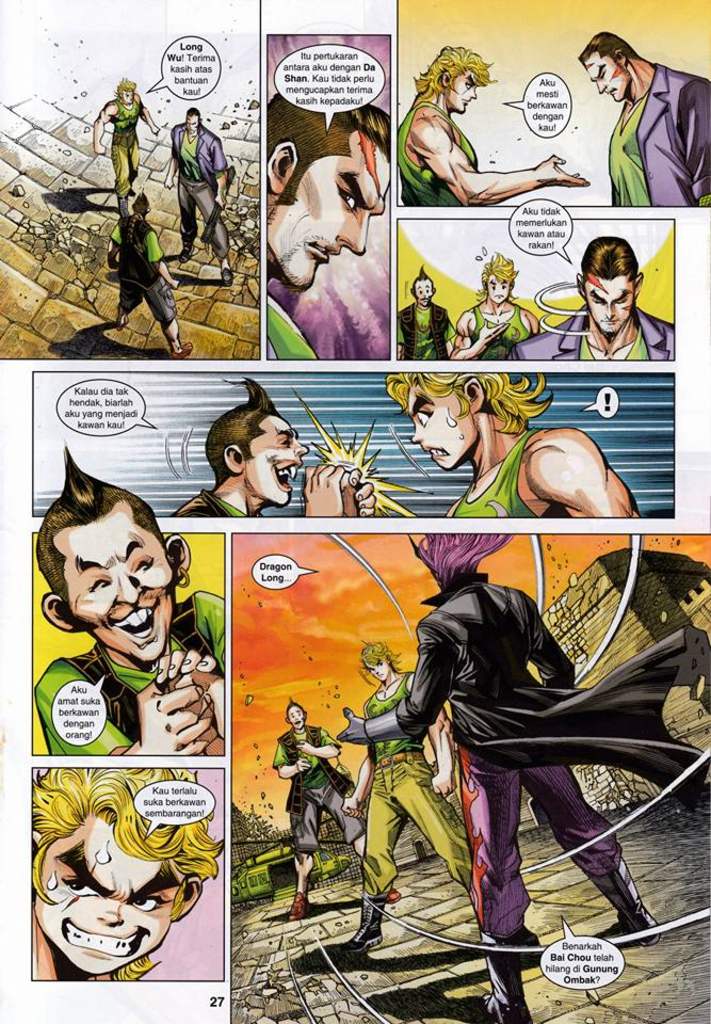 Long
Wu! Terima
kasih atas
bantuan
kau!
Itu pertukaran
antara aku dengan Da
Shan. Kau tidak perlu
mengucapkan terima
kasih kepadaku!
Aku
mesti
berkawan
dengan
kau!
Aku tidak
memerlukan
kawan atau
rakan!
Kalau dia tak
hendak, biarlah
aku yang menjadi
kawan kau!
!
Aku
amat suka
berkawan
dengan
orang!
Kau terlalu
suka berkawan
sembarangan!
Dragon
Long...
Benarkah
Bai Chou telah
hilang di Gunung
Ombak?
27